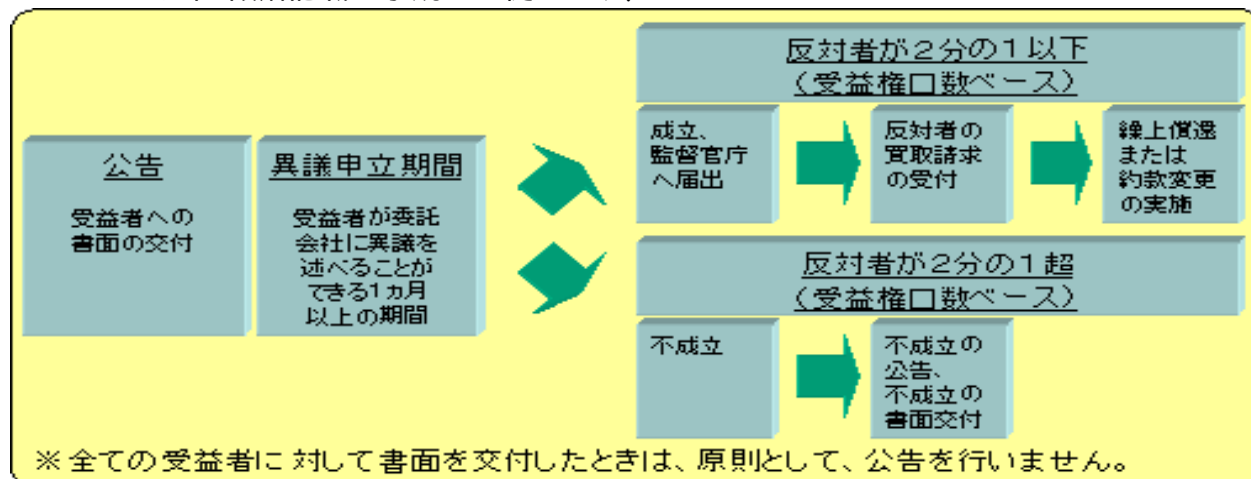 公告
受益者への
書面の交付
異議申立期間
受益者が委託
会社に異議を
述べることが
できる1ヵ月
以上の期間
反対者が2分の1以下
(受益権口数ベース)
成立、
監督官庁
へ届出
反対者の
買取請求
の受付
繰上償還
または
約款変更
の実施
反対者が2分の1超
(受益権口数ベース)
不成立
不成立の
公告、
不成立の
書面交付
※全ての受益者に対して書面を交付したときは、原則として、公告を行いません。